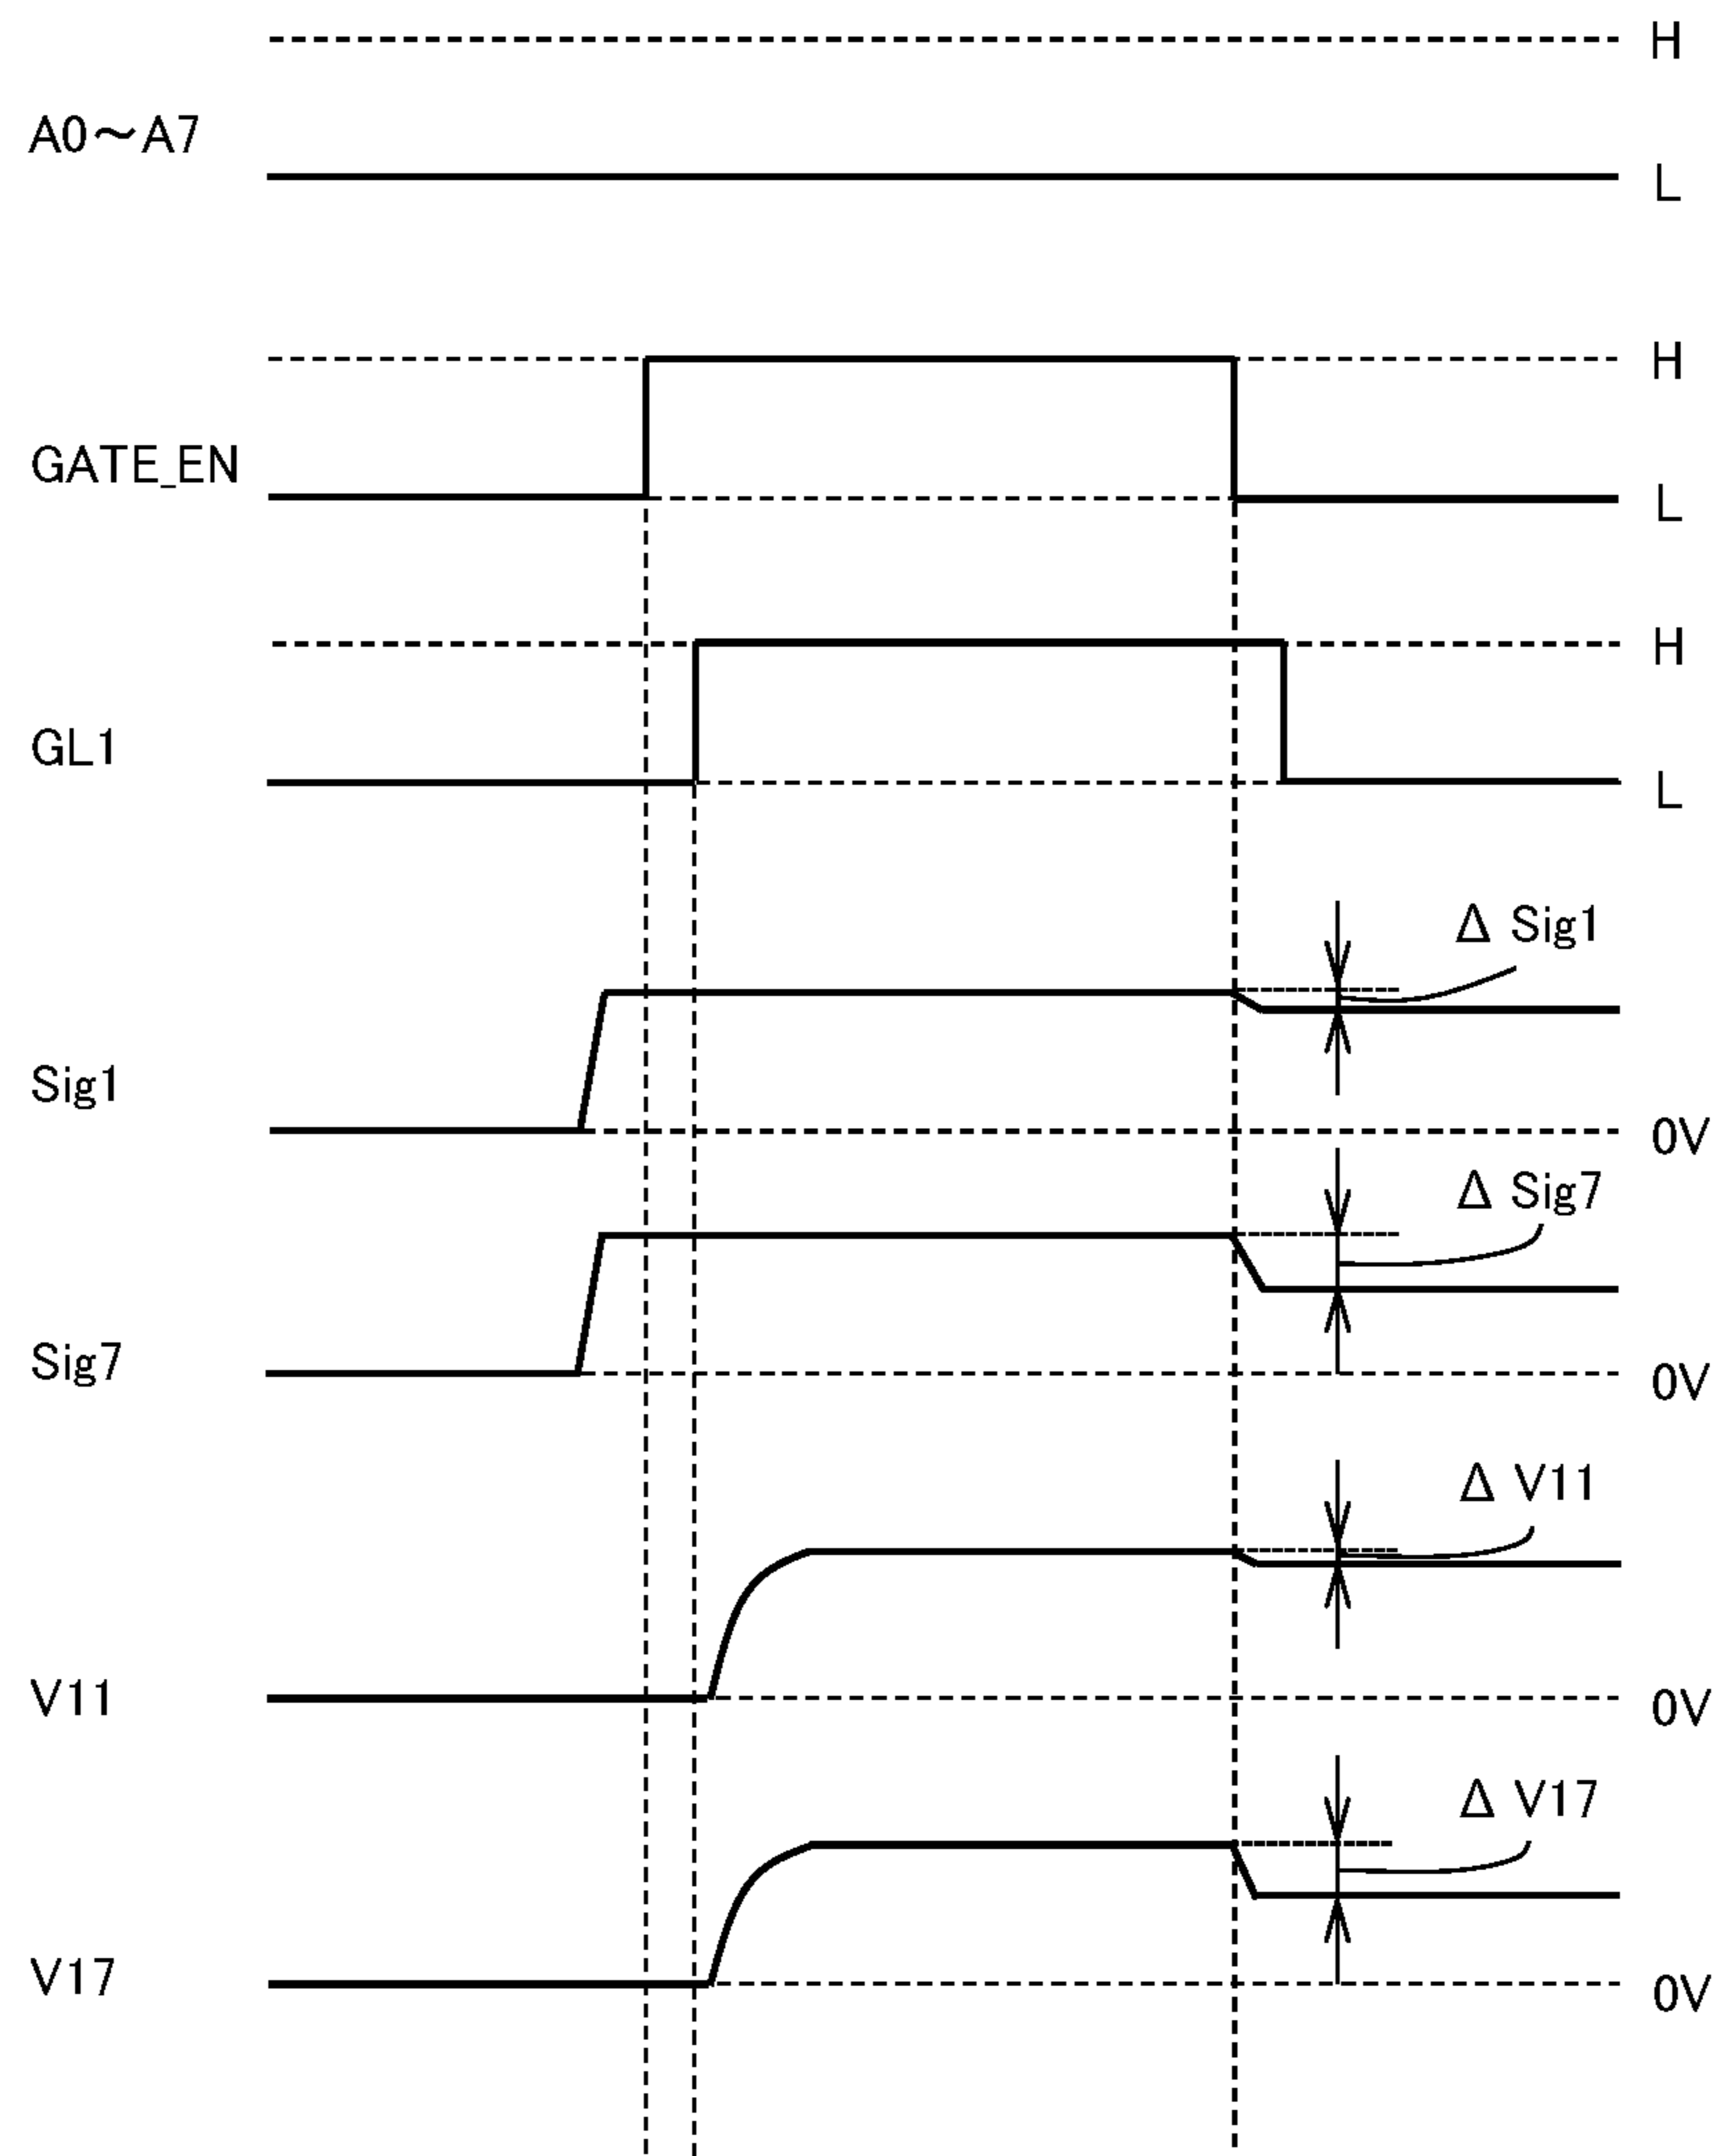 H
A0～A7
L
H
GATE_EN
L
H
GL1
L
Δ Sig1
Sig1
0V
Δ Sig7
Sig7
0V
Δ V11
V11
0V
Δ V17
V17
0V